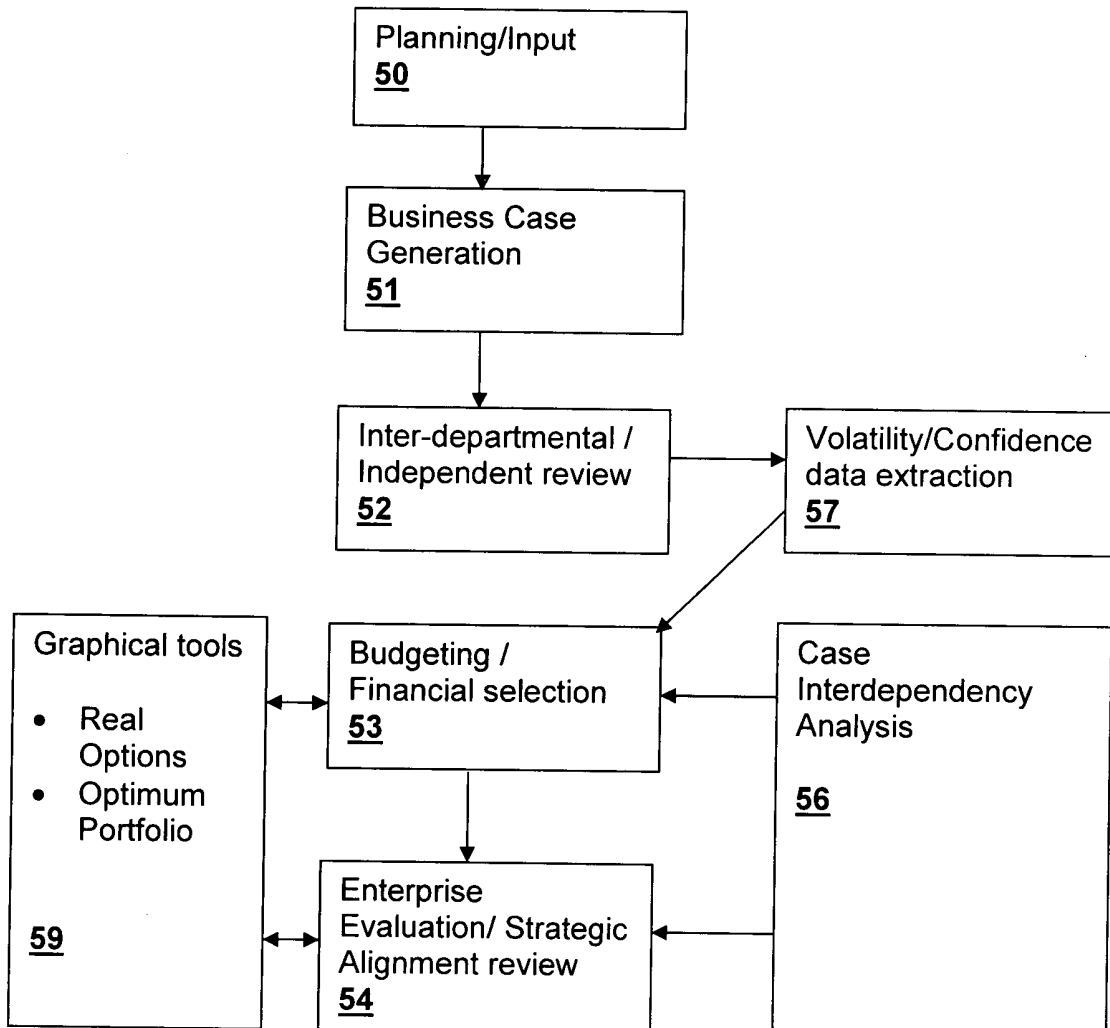 Planning/Input
50
Business Case
Generation
51
Inter-departmental /
Independent review
52
Volatility/Confidence
data extraction
57
Graphical tools
• Real
Options
• Optimum
Portfolio
59
Budgeting /
Financial selection
53
Case
Interdependency
Analysis
56
Enterprise
Evaluation/ Strategic
Alignment review
54